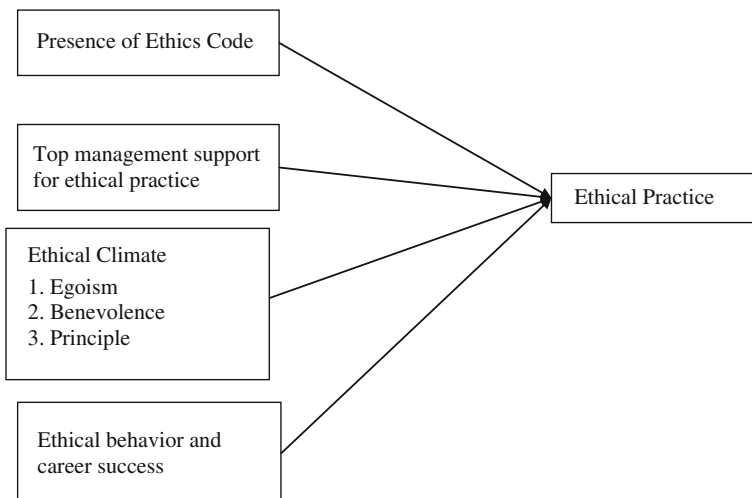 Presence of Ethics Code
Top management support
for ethical practice
Ethical Practice
Ethical Climate
1. Egoism
2. Benevolence
3. Principle
Ethical behavior and
career success